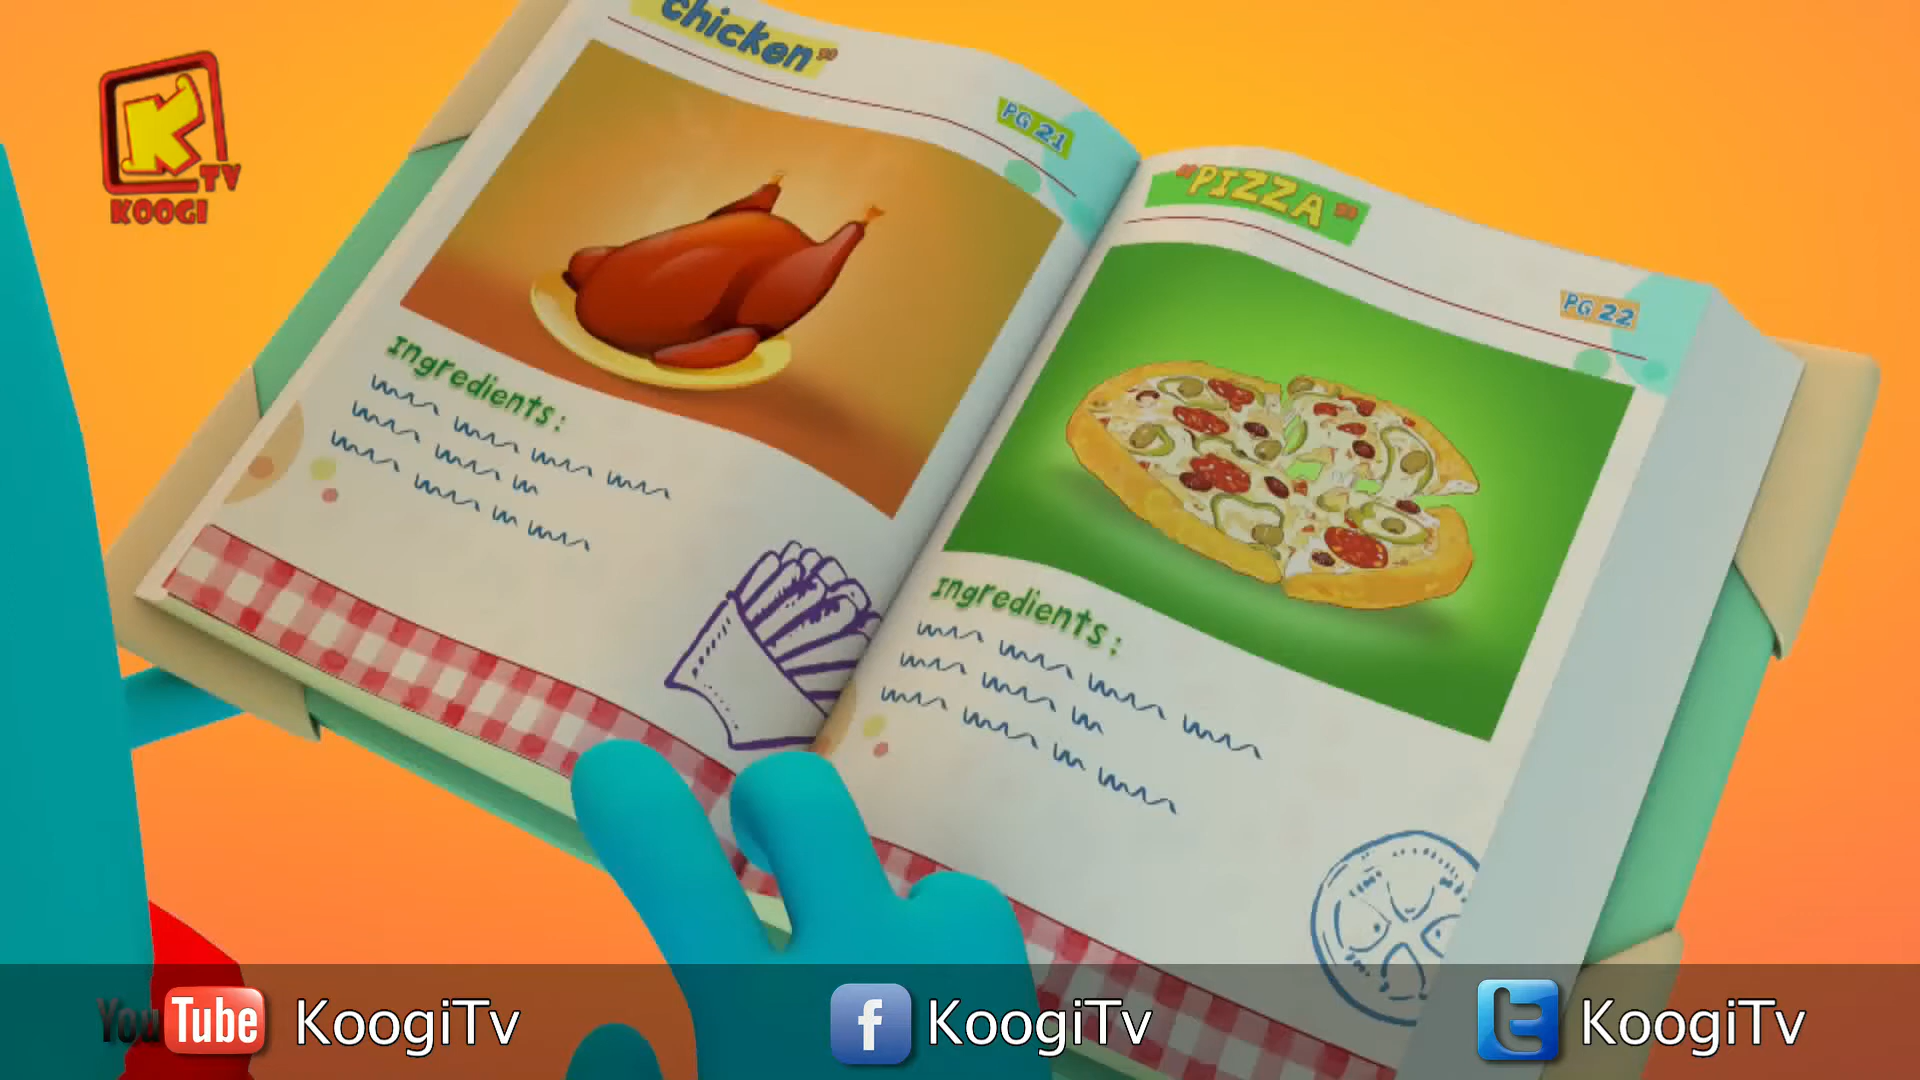 K
TV
KOOGI
chicken"
PG 21
Ingredients:
"PIZZA"
PG 22
Ingredients:
YouTube KoogiTv
f KoogiTv
t KoogiTv